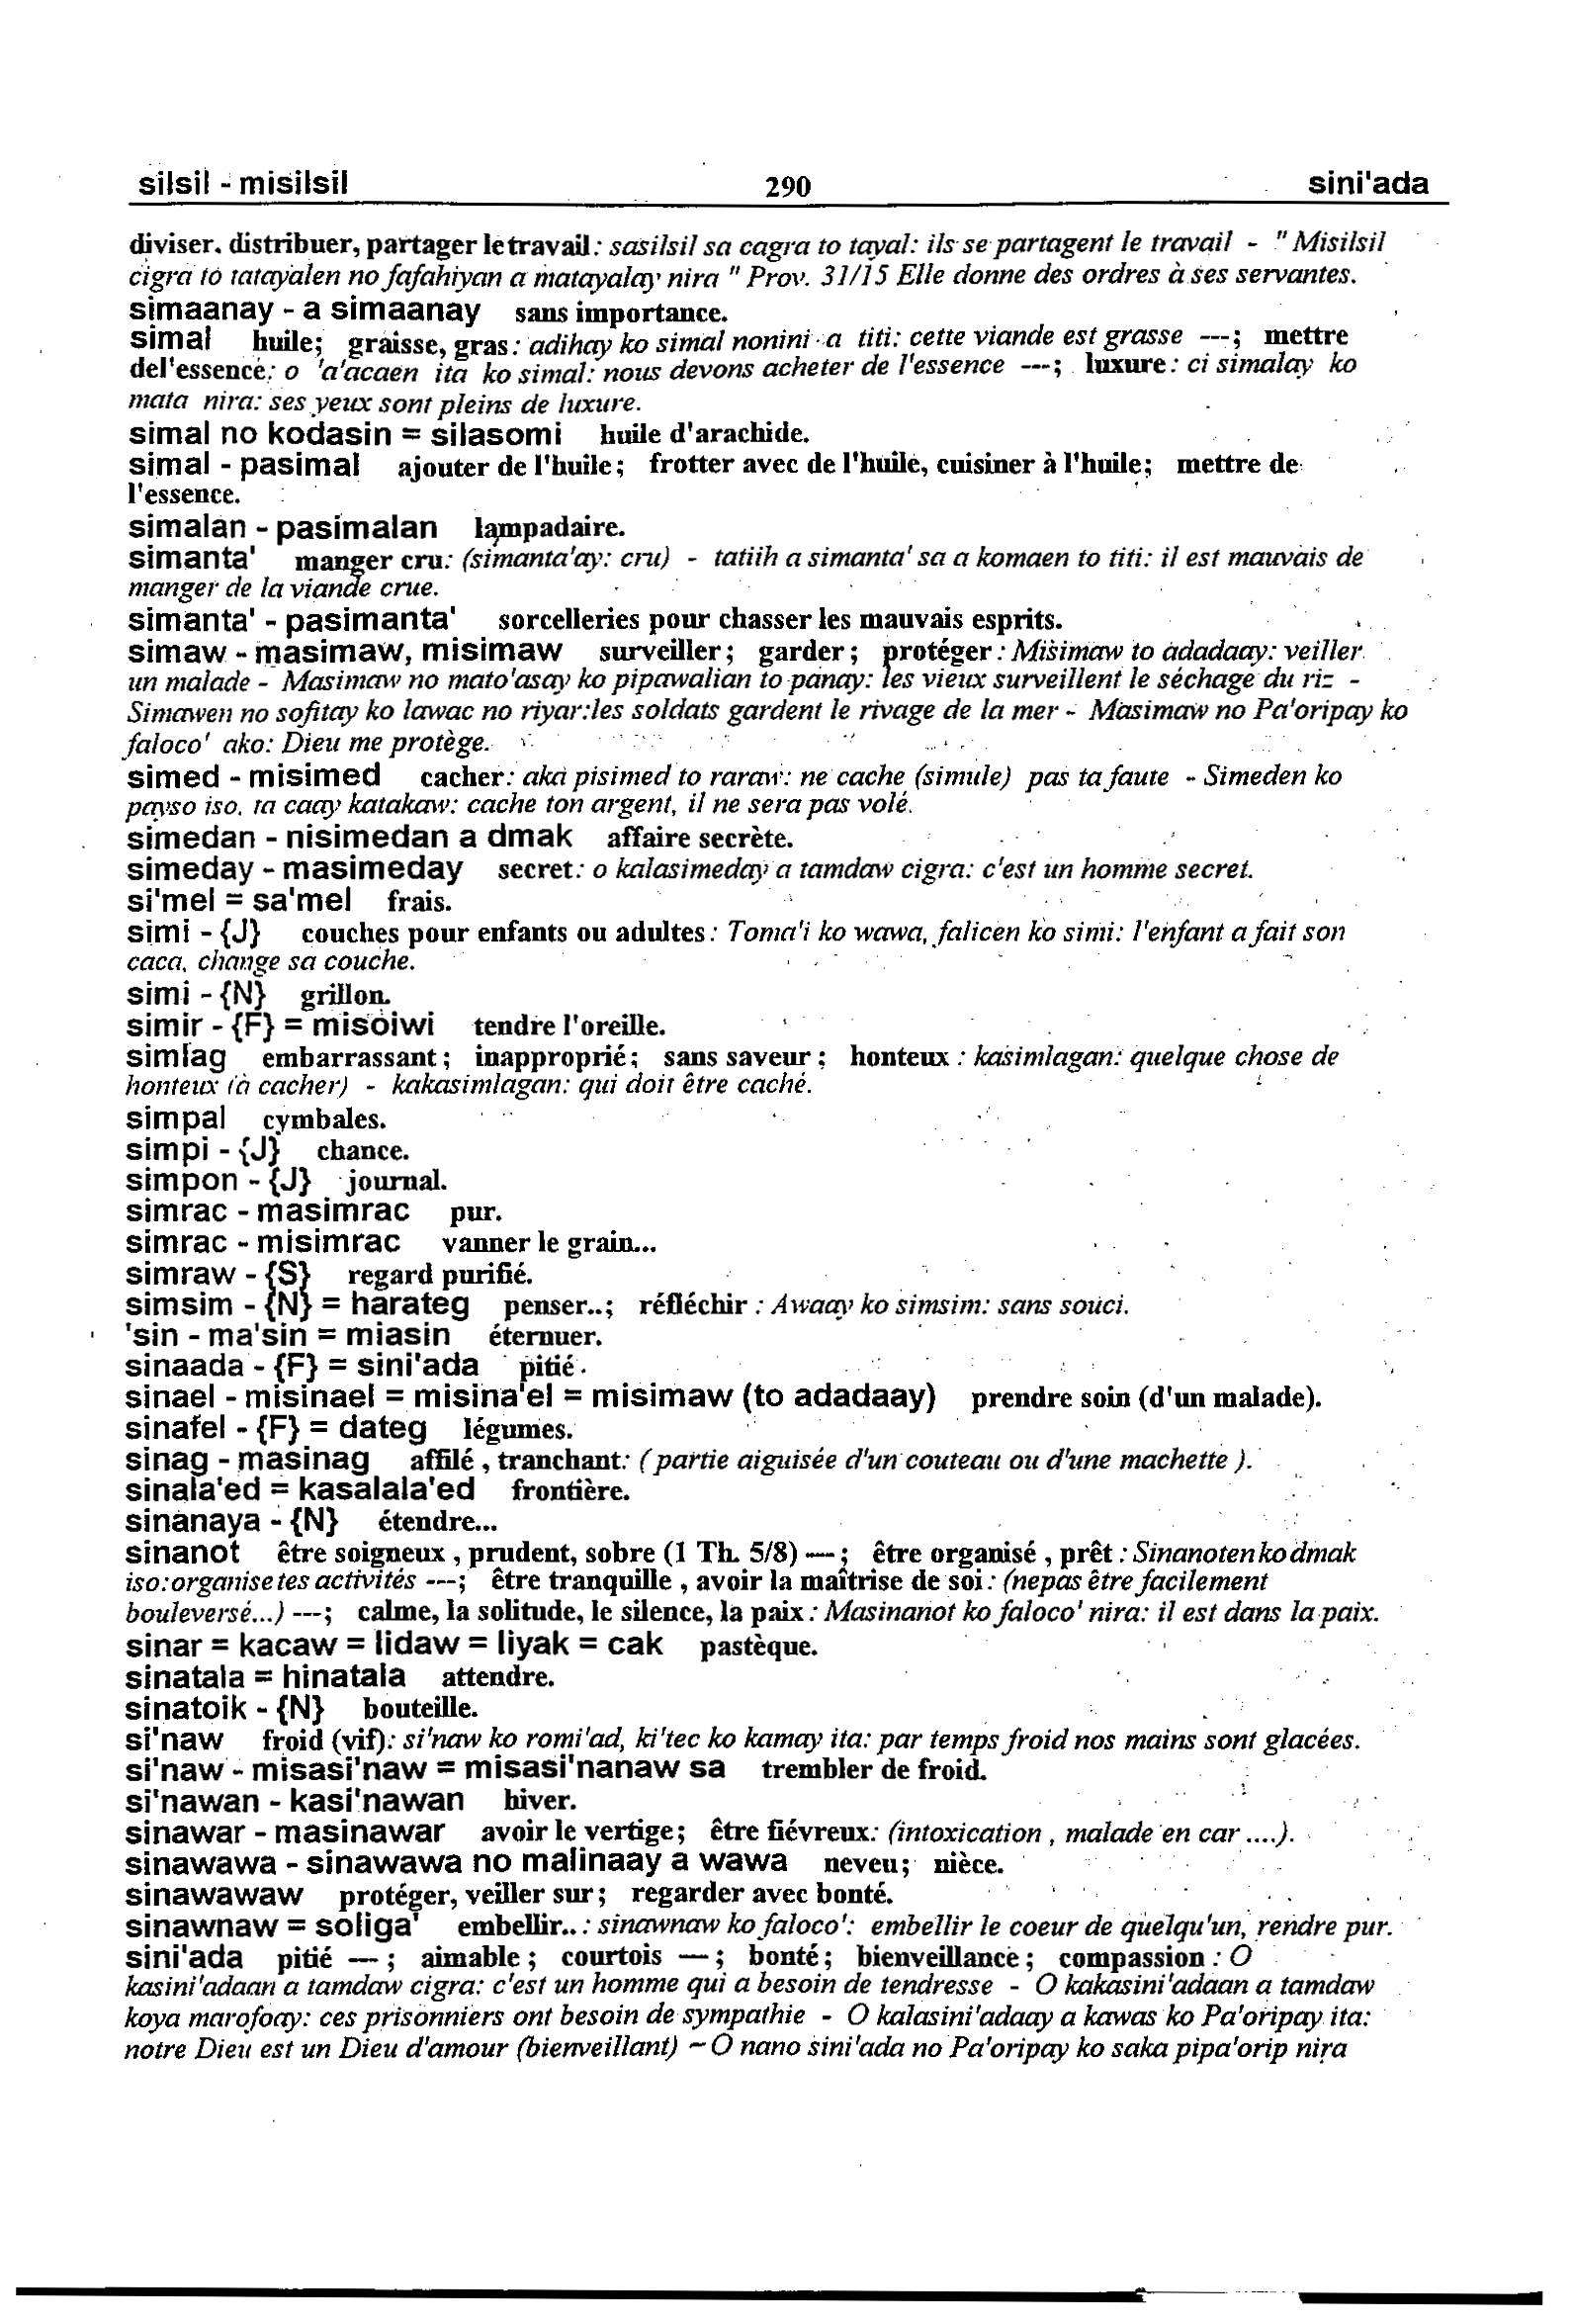 silsil - misilsil 290 sini'ada
diviser. distribuer, partager le travail : sasilsil sa cagra to tayal: ils se partagent le travail - " Misilsil
cigra to tatayalen no fafahiyan a matayalay nira " Prov. 31/15 Elle donne des ordres à ses servantes.
simaanay - a simaanay sans importance.
simal huile; graisse, gras : adihay ko simal nonini a titi: cette viande est grasse ---; mettre
del'essence: o 'a'acaen ita ko simal: nous devons acheter de l'essence ---; luxure : ci simalay ko
mata nira: ses yeux sont pleins de luxure.
simal no kodasin = silasomi huile d'arachide.
simal - pasimal ajouter de l'huile ; frotter avec de l'huile, cuisiner à l'huile; mettre de
l'essence.
simalan - pasimalan lampadaire.
simanta' manger cru: (simanta'ay: cru) - tatiih a simanta' sa a komaen to titi: il est mauvais de
manger de la viande crue.
simanta' - pasimanta' sorcelleries pour chasser les mauvais esprits.
simaw - masimaw, misimaw surveiller ; garder ; protéger : Misimaw to adadaay: veiller
un malade - Masimaw no mato'asay ko pipawalian to panay: les vieux surveillent le séchage du riz -
Simawen no sofitay ko lawac no riyar:les soldats gardent le rivage de la mer - Masimaw no Pa'oripay ko
faloco' ako: Dieu me protège.
simed - misimed cacher: aka pisimed to raraw: ne cache (simule) pas ta faute - Simeden ko
payso iso. ta caay katakaw: cache ton argent, il ne sera pas volé.
simedan - nisimedan a dmak affaire secrète.
simeday - masimeday secret: o kalasimeday a tamdaw cigra: c'est un homme secret.
si'mel = sa'mel frais.
simi - {J} couches pour enfants ou adultes : Toma'i ko wawa, falicen ko simi: l'enfant a fait son
caca, change sa couche.
simi - {N} grillon.
simir - {F} = misoiwi tendre l'oreille.
simlag embarrassant ; inapproprié; sans saveur ; honteux : kasimlagan: quelque chose de
honteux (à cacher) - kakasimlagan: qui doit être caché.
simpal cymbales.
simpi - {J} chance.
simpon - {J} journal.
simrac - masimrac pur.
simrac - misimrac vanner le grain...
simraw - {S} regard purifié.
simsim - {N} = harateg penser..; réfléchir : Awaay ko simsim: sans souci.
'sin - ma'sin = miasin éternuer.
sinaada - {F} = sini'ada pitié.
sinael - misinael = misina'el = misimaw (to adadaay) prendre soin (d'un malade).
sinafel - {F} = dateg légumes.
sinag - masinag affilé , tranchant: ( partie aiguisée d'un couteau ou d'une machette ).
sinala'ed = kasalala'ed frontière.
sinanaya - {N} étendre...
sinanot être soigneux , prudent, sobre (1 Th. 5/8) ---; être organisé , prêt : Sinanoten ko dmak
iso:organise tes activités ---; être tranquille , avoir la maîtrise de soi : (nepas être facilement
bouleversé...) ---; calme, la solitude, le silence, la paix : Masinanot ko faloco' nira: il est dans la paix.
sinar = kacaw = lidaw = liyak = cak pastèque.
sinatala = hinatala attendre.
sinatoik - {N} bouteille.
si'naw froid (vif): si'naw ko romi'ad, ki'tec ko kamay ita: par temps froid nos mains sont glacées.
si'naw - misasi'naw = misasi'nanaw sa trembler de froid.
si'nawan - kasi'nawan hiver.
sinawar - masinawar avoir le vertige; être fiévreux: (intoxication , malade en car ....).
sinawawa - sinawawa no malinaay a wawa neveu; nièce.
sinawawaw protéger, veiller sur ; regarder avec bonté.
sinawnaw = soliga' embellir.. : sinawnaw ko faloco': embellir le coeur de quelqu'un, rendre pur.
sini'ada pitié --- ; aimable ; courtois --- ; bonté ; bienveillance ; compassion : O
kasini'adaan a tamdaw cigra: c'est un homme qui a besoin de tendresse - O kakasini'adaan a tamdaw
koya marofoay: ces prisonniers ont besoin de sympathie - O kalasini'adaay a kawas ko Pa'oripay ita:
notre Dieu est un Dieu d'amour (bienveillant) - O nano sini'ada no Pa'oripay ko saka pipa'orip nira